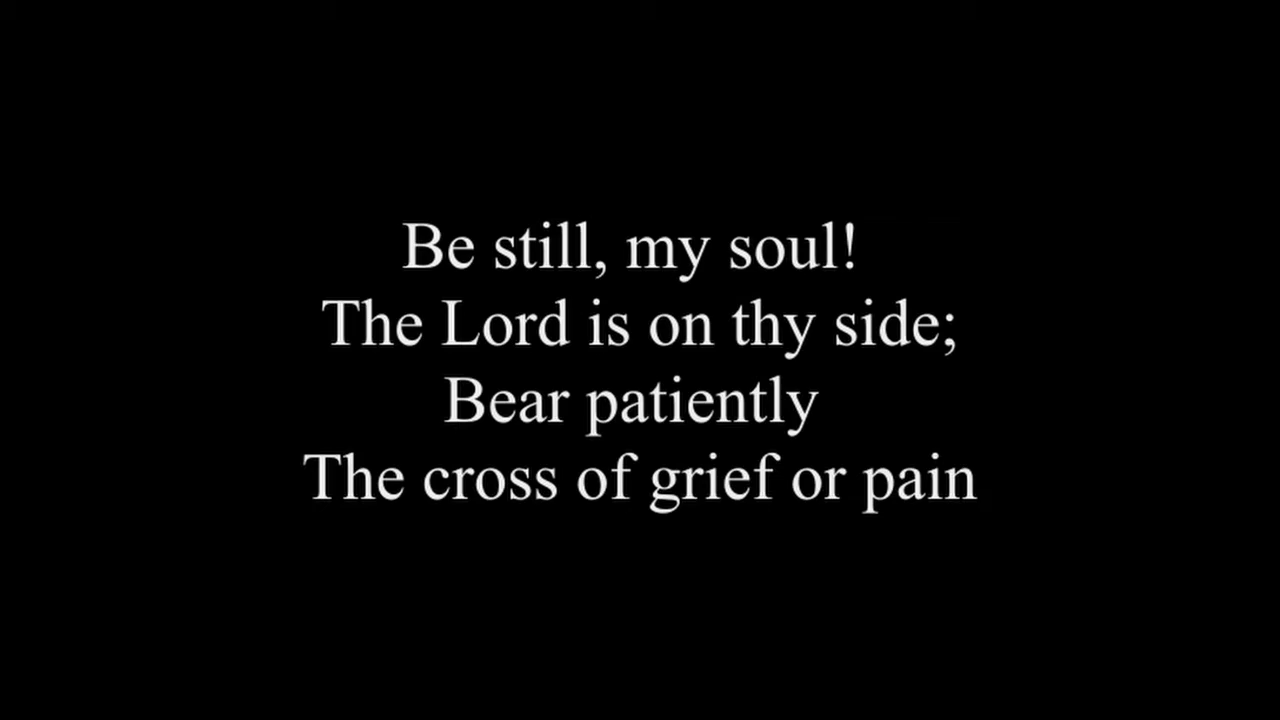 Be still, my soul!
The Lord is on thy side;
Bear patiently
The cross of grief or pain